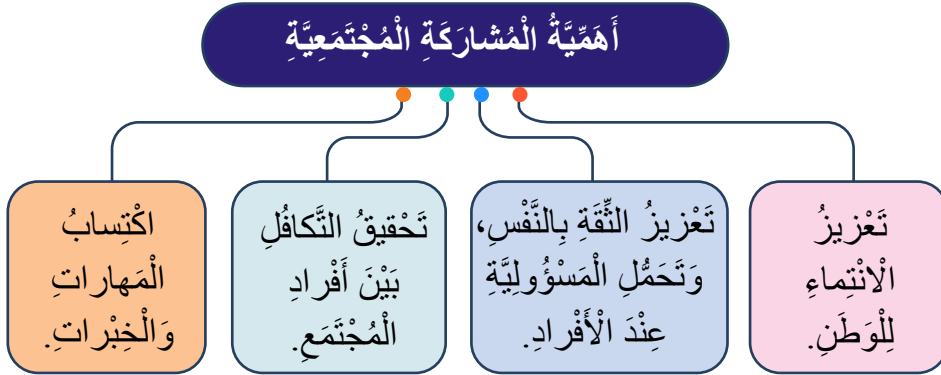 أَهَمِّيَّةُ الْمُشارَكَةِ الْمُجْتَمَعِيَّةِ
تَعْزيزُ
الْانْتِماءِ
لِلْوَطَنِ.
تَعْزيزُ الثِّقَةِ بِالنَّفْسِ،
وَتَحَمُّلِ الْمَسْؤُولِيَّةِ
عِنْدَ الْأَفْرادِ.
تَحْقيقُ التَّكافُلِ
بَيْنَ أَفْرادِ
الْمُجْتَمَعِ.
اكْتِسابُ
الْمَهاراتِ
وَالْخِبْراتِ.